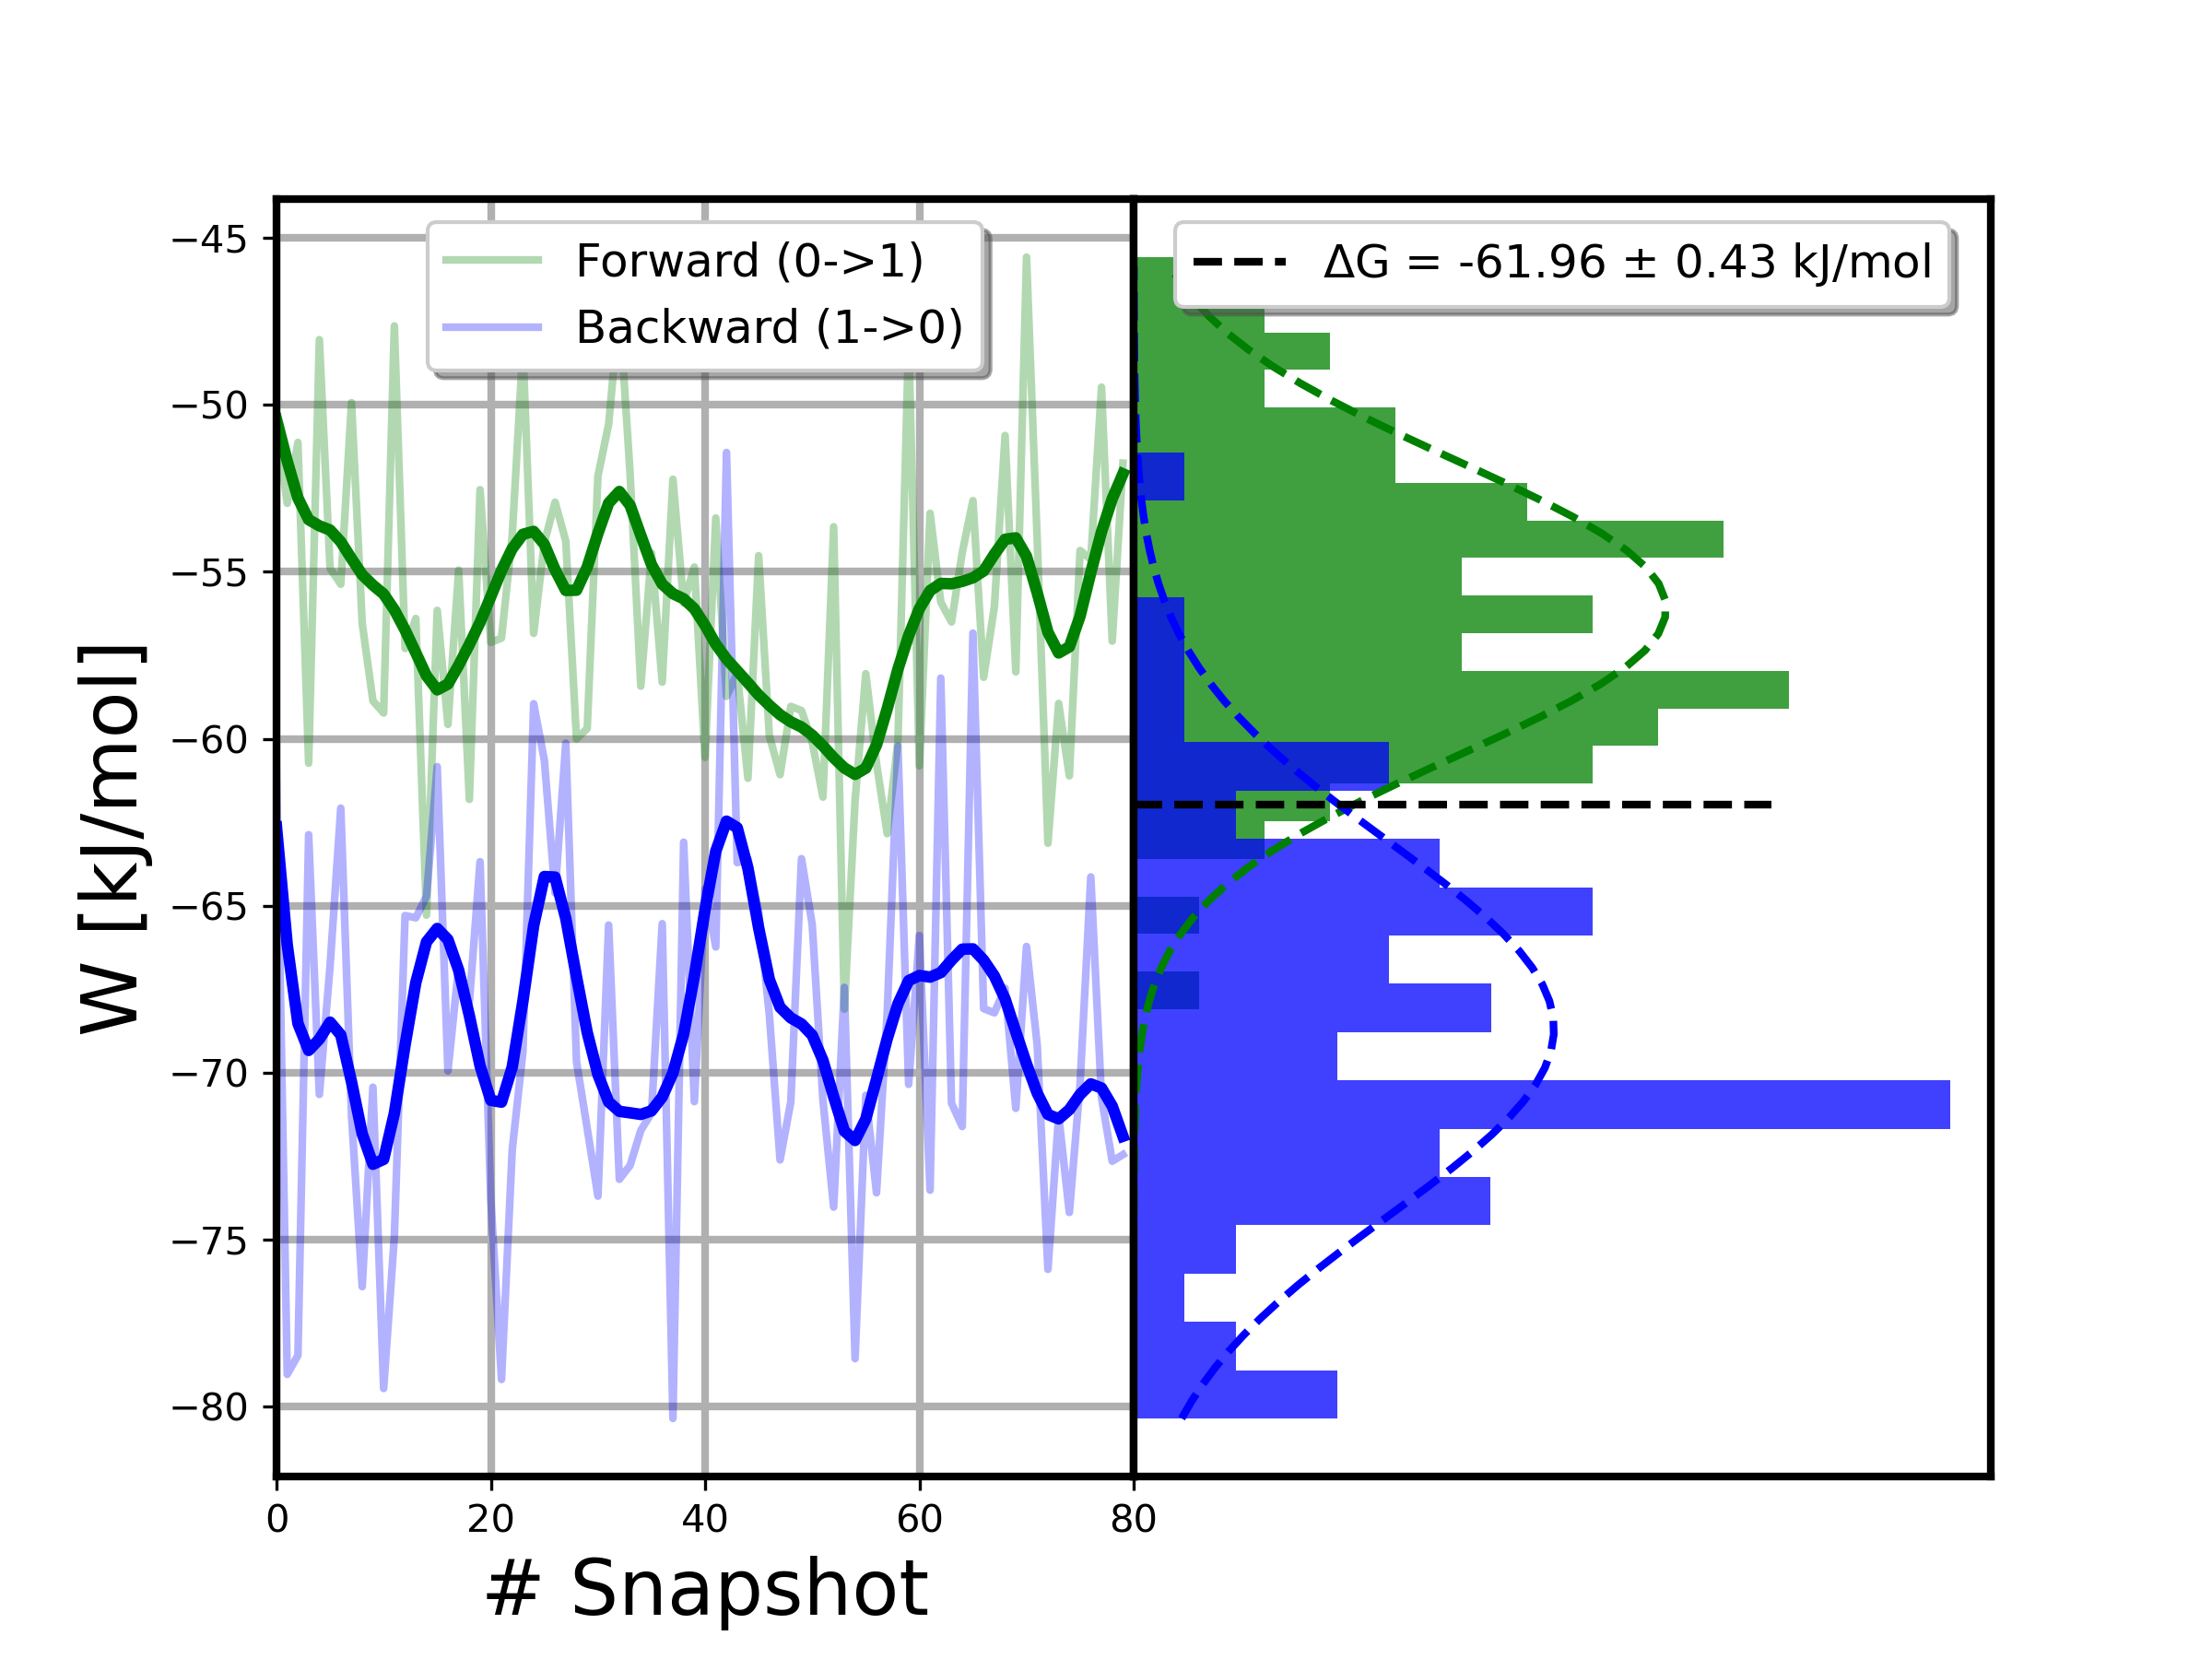 W [kJ/mol]
−45
−50
−55
−60
−65
−70
−75
−80
Forward (0->1)
Backward (1->0)
ΔG = -61.96 ± 0.43 kJ/mol
0 20 40 60 80
# Snapshot